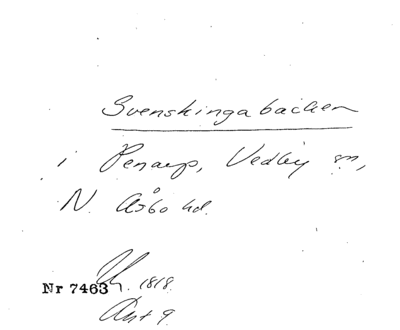 Svenskingabacken
i Penarp, Vedby sn,
N. Åsbo hd.
1818.
Nr 7463
Akt 9.